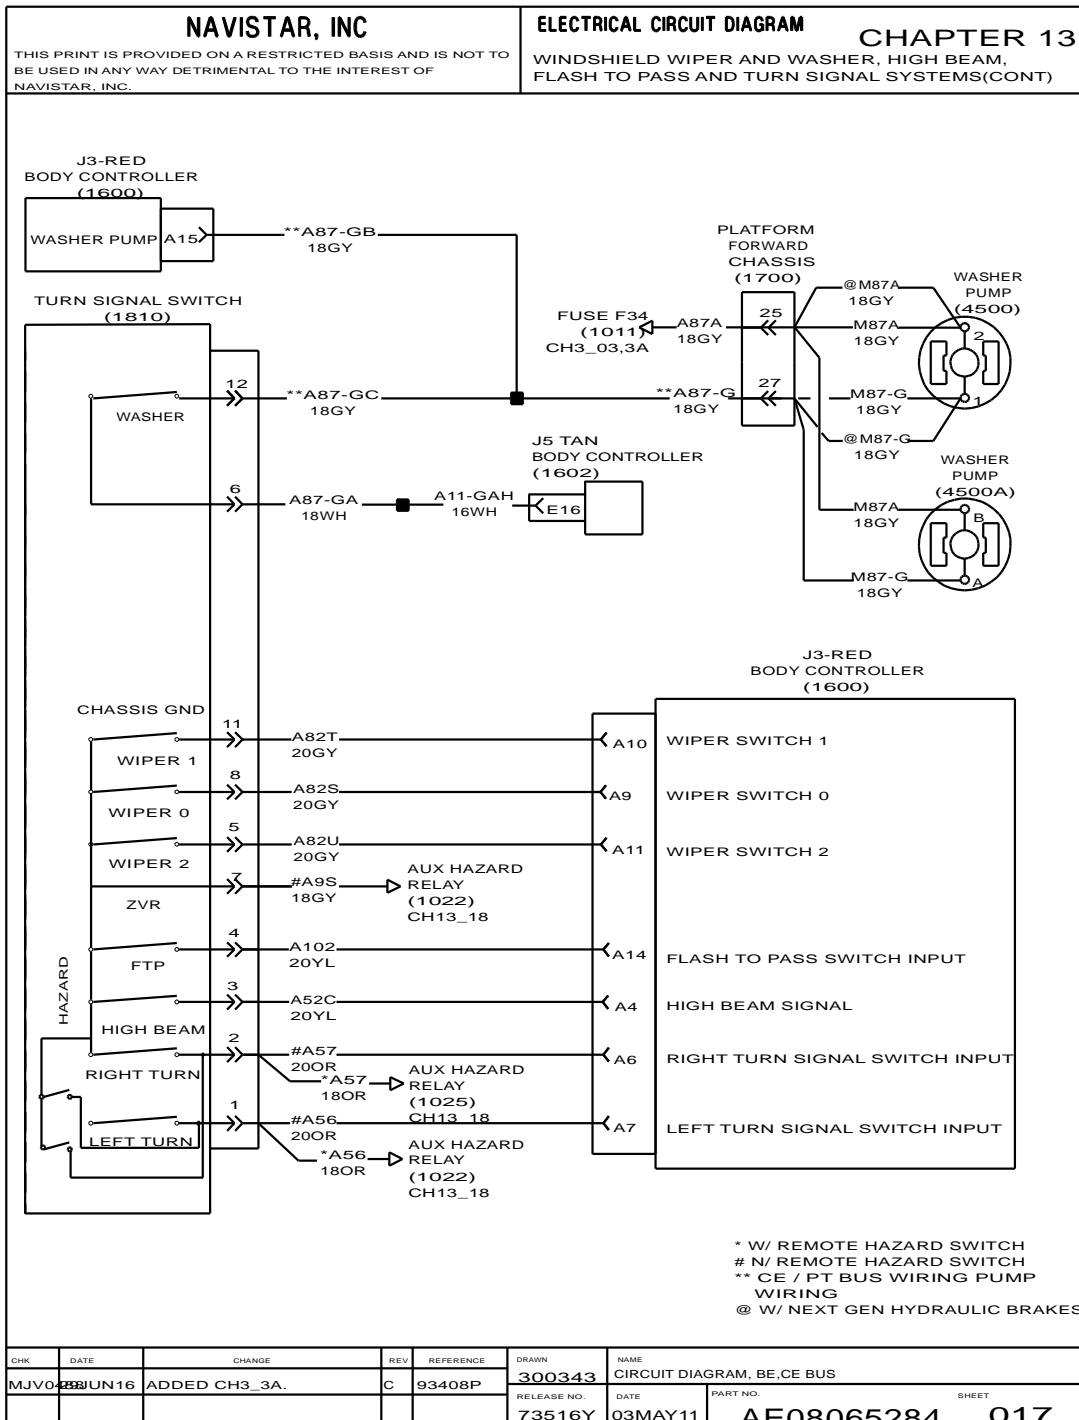 NAVISTAR, INC
THIS PRINT IS PROVIDED ON A RESTRICTED BASIS AND IS NOT TO
BE USED IN ANY WAY DETRIMENTAL TO THE INTEREST OF
NAVISTAR, INC.
ELECTRICAL CIRCUIT DIAGRAM
CHAPTER 13
WINDSHIELD WIPER AND WASHER, HIGH BEAM,
FLASH TO PASS AND TURN SIGNAL SYSTEMS(CONT)
J3-RED
BODY CONTROLLER
(1600)
WASHER PUMP
A15
**A87-GB
18GY
TURN SIGNAL SWITCH
(1810)
PLATFORM
FORWARD
CHASSIS
(1700)
FUSE F34
(1011)
CH3_03,3A
A87A
18GY
25
@M87A
18GY
M87A
18GY
WASHER
PUMP
(4500)
2
1
12
WASHER
**A87-GC
18GY
**A87-G
18GY
27
M87-G
18GY
@M87-G
18GY
6
A87-GA
18WH
A11-GAH
16WH
J5 TAN
BODY CONTROLLER
(1602)
E16
WASHER
PUMP
(4500A)
M87A
18GY
B
M87-G
18GY
A
J3-RED
BODY CONTROLLER
(1600)
CHASSIS GND
11
WIPER 1
A82T
20GY
A10
WIPER SWITCH 1
8
WIPER 0
A82S
20GY
A9
WIPER SWITCH 0
5
WIPER 2
A82U
20GY
A11
WIPER SWITCH 2
7
ZVR
#A9S
18GY
AUX HAZARD
RELAY
(1022)
CH13_18
4
FTP
A102
20YL
A14
FLASH TO PASS SWITCH INPUT
HAZARD
3
HIGH BEAM
A52C
20YL
A4
HIGH BEAM SIGNAL
2
RIGHT TURN
#A57
20OR
A6
RIGHT TURN SIGNAL SWITCH INPUT
*A57
18OR
AUX HAZARD
RELAY
(1025)
CH13_18
1
LEFT TURN
#A56
20OR
A7
LEFT TURN SIGNAL SWITCH INPUT
*A56
18OR
AUX HAZARD
RELAY
(1022)
CH13_18
* W/ REMOTE HAZARD SWITCH
# N/ REMOTE HAZARD SWITCH
** CE / PT BUS WIRING PUMP
WIRING
@ W/ NEXT GEN HYDRAULIC BRAKES
CHK DATE CHANGE REV REFERENCE
ADDED CH3_3A. C 93408P
DRAWN
300343
NAME
CIRCUIT DIAGRAM, BE,CE BUS
RELEASE NO.
73516Y
DATE
03MAY11
PART NO.
AE08065284
SHEET
017